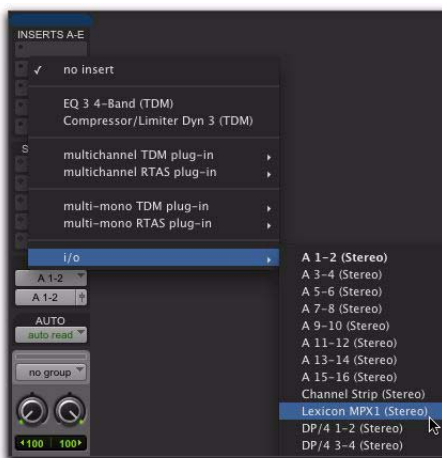 INSERTS A-E
✓ no insert
EQ 3 4-Band (TDM)
Compressor/Limiter Dyn 3 (TDM)
S
multichannel TDM plug-in
multichannel RTAS plug-in
multi-mono TDM plug-in
multi-mono RTAS plug-in
i/o
A 1-2 (Stereo)
A 3-4 (Stereo)
A 5-6 (Stereo)
A 7-8 (Stereo)
A 9-10 (Stereo)
A 11-12 (Stereo)
A 13-14 (Stereo)
A 15-16 (Stereo)
Channel Strip (Stereo)
Lexicon MPX1 (Stereo)
DP/4 1-2 (Stereo)
DP/4 3-4 (Stereo)
A 1-2
A 1-2
AUTO
auto read
no group
100 100